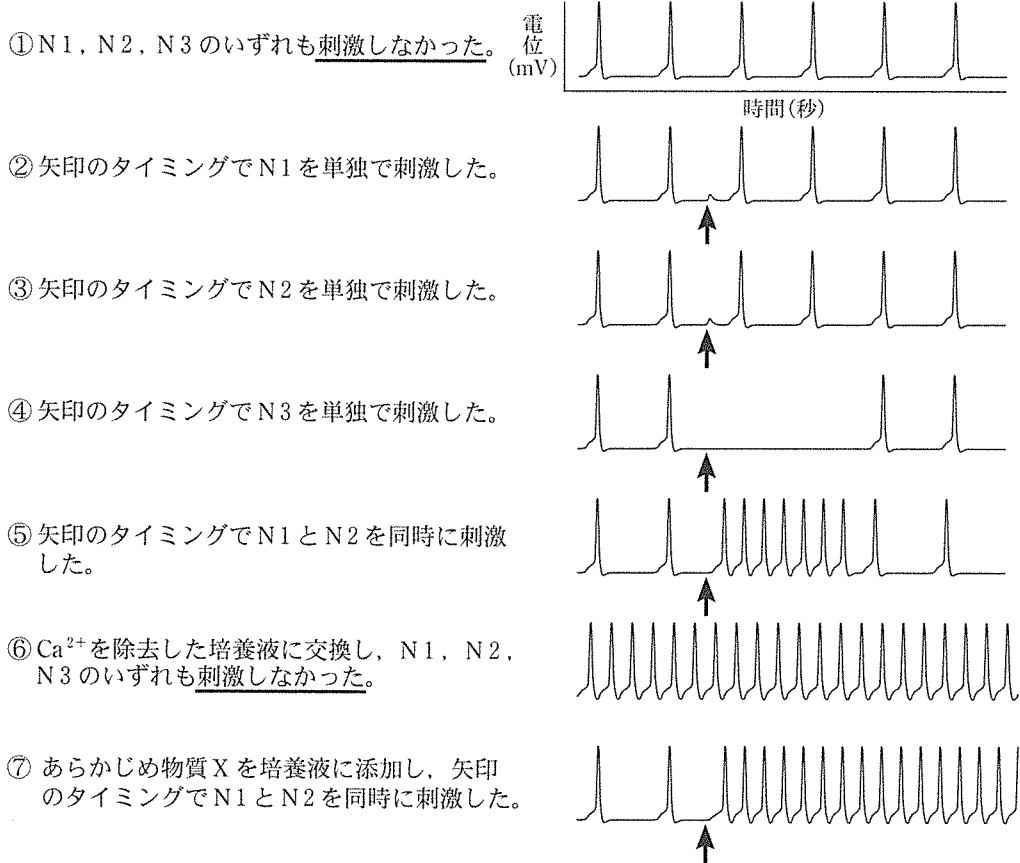 ①N1，N2，N3のいずれも刺激しなかった。
電位
(mV)
時間(秒)
②矢印のタイミングでN1を単独で刺激した。
③矢印のタイミングでN2を単独で刺激した。
④矢印のタイミングでN3を単独で刺激した。
⑤矢印のタイミングでN1とN2を同時に刺激
した。
⑥Ca²⁺を除去した培養液に交換し，N1，N2，
N3のいずれも刺激しなかった。
⑦ あらかじめ物質Xを培養液に添加し，矢印
のタイミングでN1とN2を同時に刺激した。